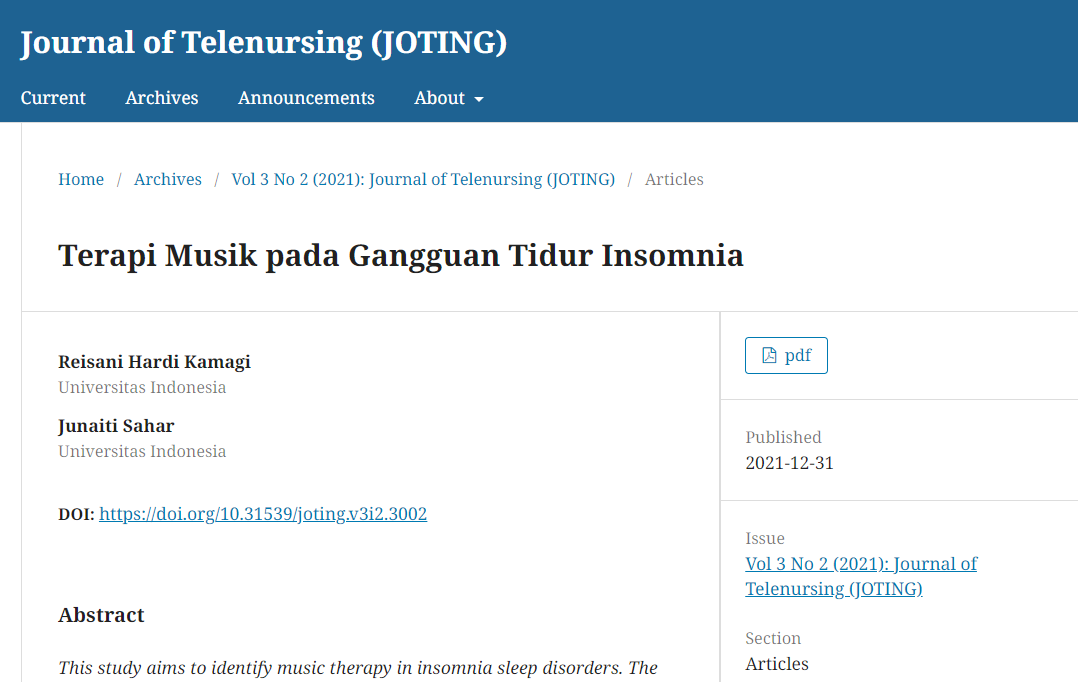 Journal of Telenursing (JOTING)
Current Archives Announcements About
Home / Archives / Vol 3 No 2 (2021): Journal of Telenursing (JOTING) / Articles
Terapi Musik pada Gangguan Tidur Insomnia
Reisani Hardi Kamagi
Universitas Indonesia
Junaiti Sahar
Universitas Indonesia
DOI: https://doi.org/10.31539/joting.v3i2.3002
Abstract
This study aims to identify music therapy in insomnia sleep disorders. The
pdf
Published
2021-12-31
Issue
Vol 3 No 2 (2021): Journal of
Telenursing (JOTING)
Section
Articles